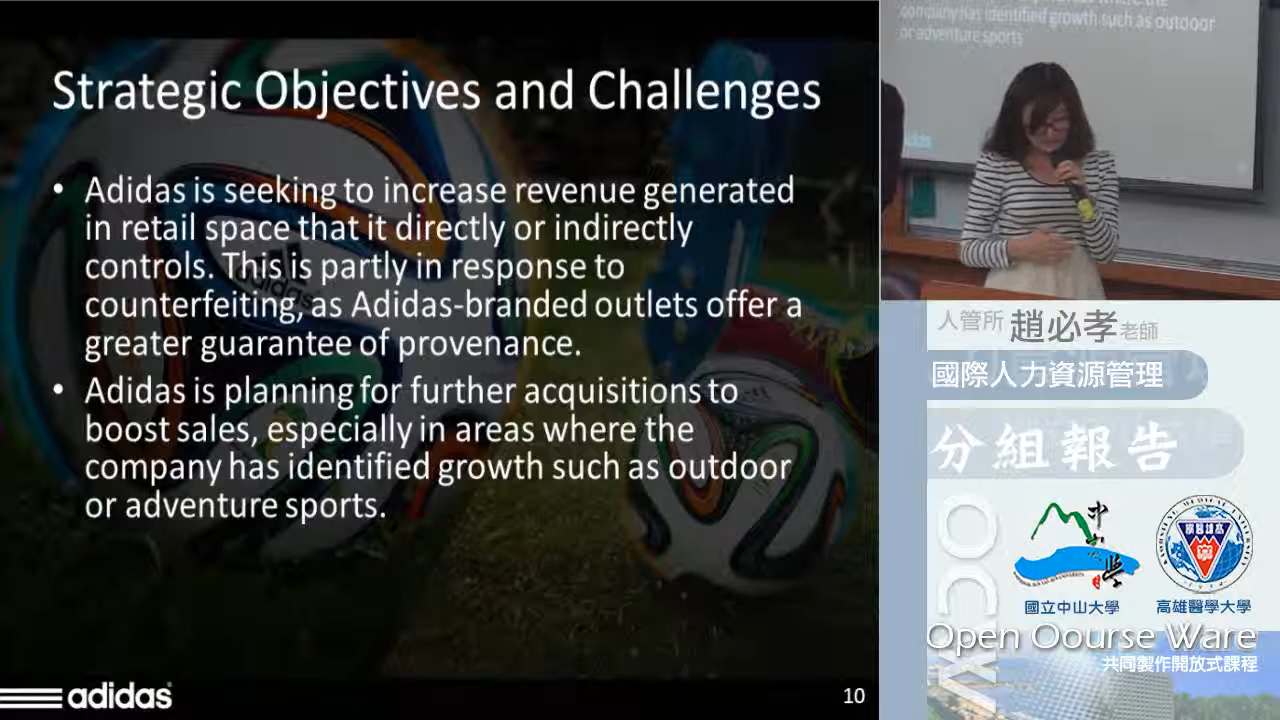 Strategic Objectives and Challenges
• Adidas is seeking to increase revenue generated
in retail space that it directly or indirectly
controls. This is partly in response to
counterfeiting, as Adidas-branded outlets offer a
greater guarantee of provenance.
• Adidas is planning for further acquisitions to
boost sales, especially in areas where the
company has identified growth such as outdoor
or adventure sports.
adidas
10
company has identified growth such as outdoor
or adventure sports
人管所 趙必孝老師
國際人力資源管理
分組報告
OCW
中山大學
國立中山大學
高雄醫學大學
Open Oourse Ware
共同製作開放式課程